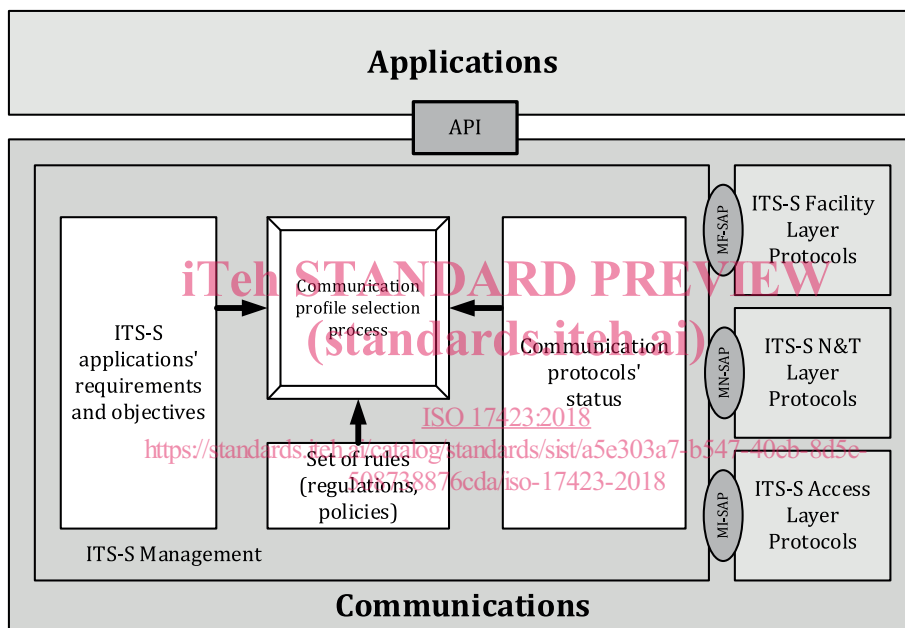 Applications
API
ITS-S Facility
Layer
Protocols
MF-SAP
Communication
profile selection
process
iTeh STANDARD PREVIEW
(standards.iteh.ai)
ITS-S
applications'
requirements
and objectives
Communication
protocols'
status
ITS-S N&T
Layer
Protocols
MN-SAP
ISO 17423:2018
https://standards.iteh.ai/catalog/standards/sist/a5e303a7-b547-40eb-8d5e-
508738876cda/iso-17423-2018
Set of rules
(regulations,
policies)
ITS-S Access
Layer
Protocols
MI-SAP
ITS-S Management
Communications